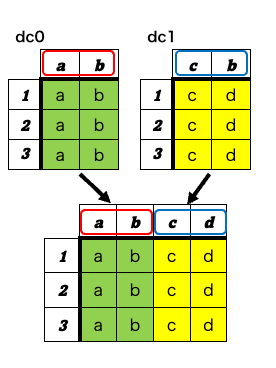 dc0 dc1
a b c b
1 a b 1 c d
2 a b 2 c d
3 a b 3 c d
a b c d
1 a b c d
2 a b c d
3 a b c d